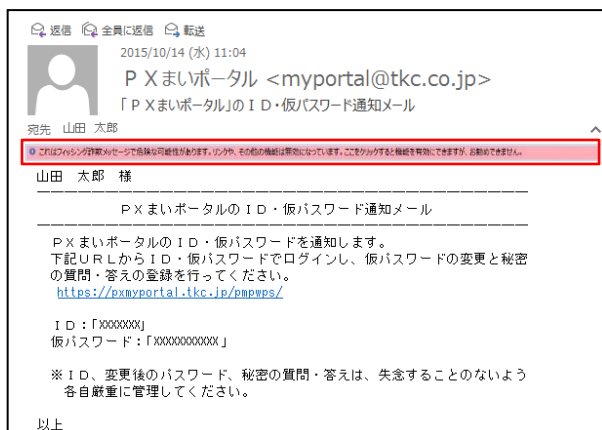 返信 全員に返信 転送
2015/10/14 (水) 11:04
ＰＸまいポータル <myportal@tkc.co.jp>
「ＰＸまいポータル」のＩＤ・仮パスワード通知メール
宛先 山田 太郎
これはフィッシング詐欺メッセージで危険な可能性があります。リンクや、その他の機能は無効になっています。ここをクリックすると機能を有効にできますが、お勧めできません。
山田 太郎 様
ＰＸまいポータルのＩＤ・仮パスワード通知メール
ＰＸまいポータルのＩＤ・仮パスワードを通知します。
下記ＵＲＬからＩＤ・仮パスワードでログインし、仮パスワードの変更と秘密
の質問・答えの登録を行ってください。
https://pxmyportal.tkc.jp/pmpwps/
ＩＤ：「XXXXXXX」
仮パスワード：「XXXXXXXXXXX」
※ＩＤ、変更後のパスワード、秘密の質問・答えは、失念することのないよう
各自厳重に管理してください。
以上